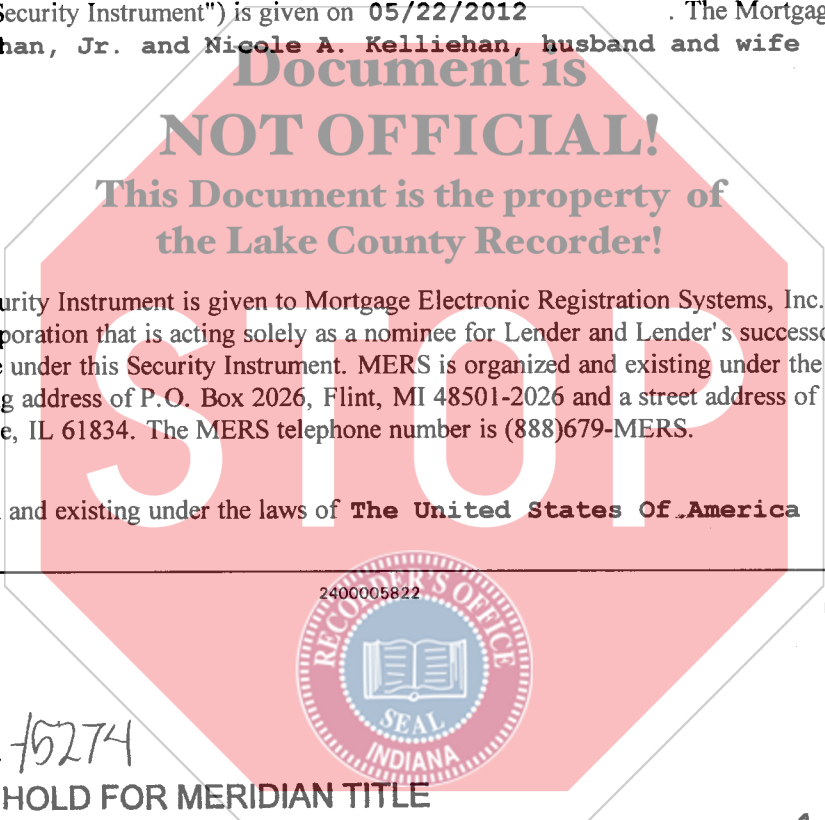 Security Instrument") is given on 05/22/2012 . The Mortgag
han, Jr. and Nicole A. Kelliehan, husband and wife
Document is
NOT OFFICIAL!
This Document is the property of
the Lake County Recorder!
urity Instrument is given to Mortgage Electronic Registration Systems, Inc.
poration that is acting solely as a nominee for Lender and Lender's successo
e under this Security Instrument. MERS is organized and existing under the
g address of P.O. Box 2026, Flint, MI 48501-2026 and a street address of
e, IL 61834. The MERS telephone number is (888)679-MERS.
STOP
and existing under the laws of The United States Of America
2400005822
RECORDER'S OFFICE
SEAL
INDIANA
15274
HOLD FOR MERIDIAN TITLE